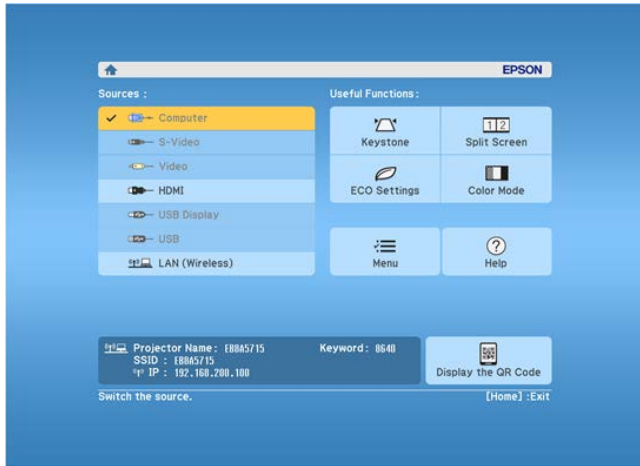 EPSON
Sources :
Computer
S-Video
Video
HDMI
USB Display
USB
LAN (Wireless)
Useful Functions:
Keystone
1 2
Split Screen
ECO Settings
Color Mode
Menu
?
Help
Projector Name: EB8A5715
Keyword: 8640
SSID : EB8A5715
IP : 192.168.200.100
Display the QR Code
Switch the source.
[Home] :Exit